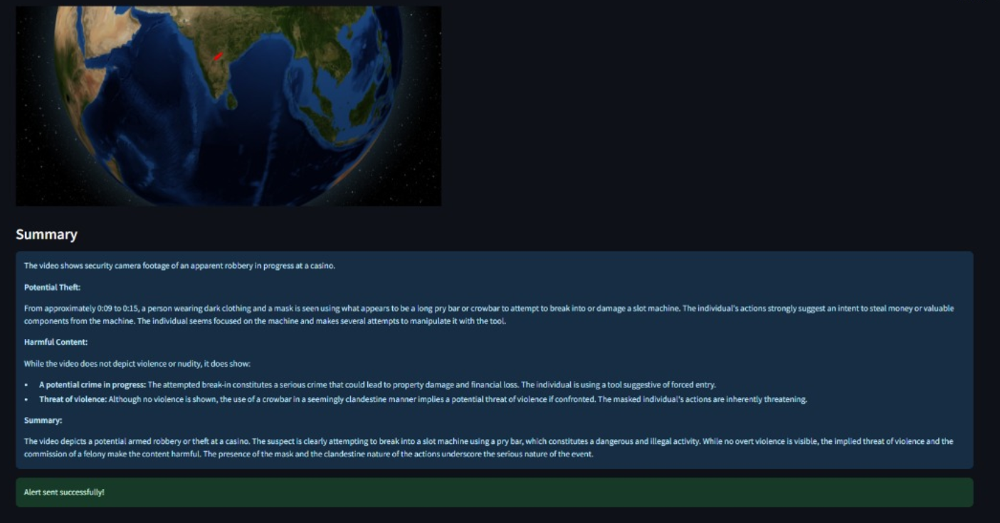 Summary
The video shows security camera footage of an apparent robbery in progress at a casino.
Potential Theft:
From approximately 0:09 to 0:15, a person wearing dark clothing and a mask is seen using what appears to be a long pry bar or crowbar to attempt to break into or damage a slot machine. The individual's actions strongly suggest an intent to steal money or valuable
components from the machine. The individual seems focused on the machine and makes several attempts to manipulate it with the tool.
Harmful Content:
While the video does not depict violence or nudity, it does show:
• A potential crime in progress: The attempted break-in constitutes a serious crime that could lead to property damage and financial loss. The individual is using a tool suggestive of forced entry.
• Threat of violence: Although no violence is shown, the use of a crowbar in a seemingly clandestine manner implies a potential threat of violence if confronted. The masked individual's actions are inherently threatening.
Summary:
The video depicts a potential armed robbery or theft at a casino. The suspect is clearly attempting to break into a slot machine using a pry bar, which constitutes a dangerous and illegal activity. While no overt violence is visible, the implied threat of violence and the
commission of a felony make the content harmful. The presence of the mask and the clandestine nature of the actions underscore the serious nature of the event.
Alert sent successfully!